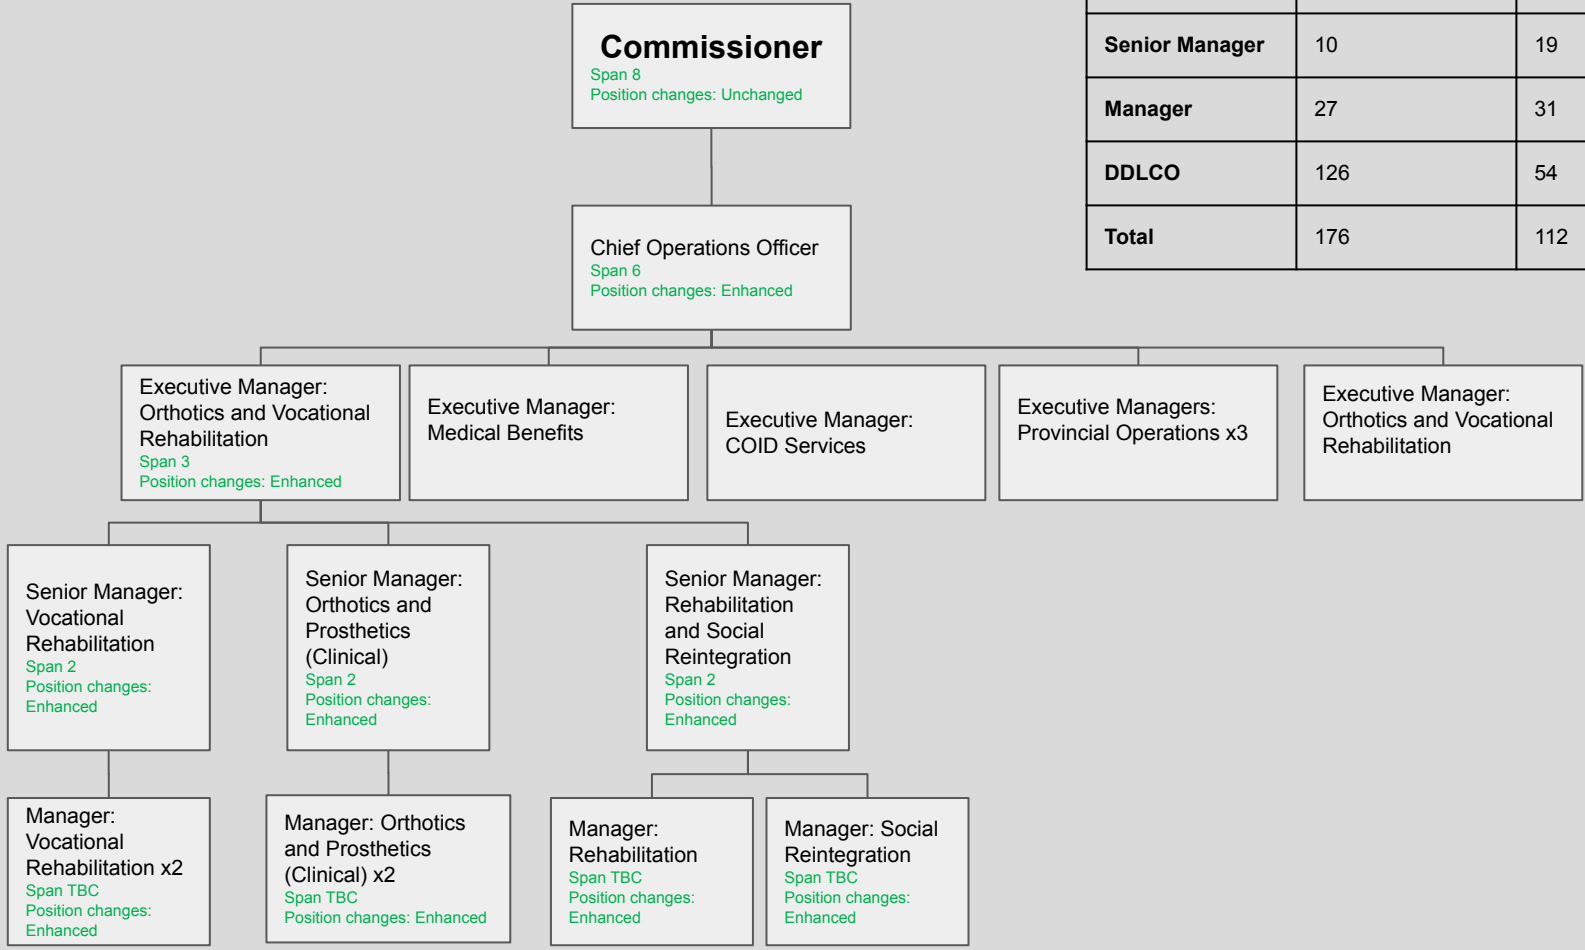 Commissioner
Span 8
Position changes: Unchanged
Senior Manager 10 19
Manager 27 31
DDLCO 126 54
Total 176 112
Chief Operations Officer
Span 6
Position changes: Enhanced
Executive Manager:
Orthotics and Vocational
Rehabilitation
Span 3
Position changes: Enhanced
Executive Manager:
Medical Benefits
Executive Manager:
COID Services
Executive Managers:
Provincial Operations x3
Executive Manager:
Orthotics and Vocational
Rehabilitation
Senior Manager:
Vocational
Rehabilitation
Span 2
Position changes:
Enhanced
Senior Manager:
Orthotics and
Prosthetics
(Clinical)
Span 2
Position changes:
Enhanced
Senior Manager:
Rehabilitation
and Social
Reintegration
Span 2
Position changes:
Enhanced
Manager:
Vocational
Rehabilitation x2
Span TBC
Position changes:
Enhanced
Manager: Orthotics
and Prosthetics
(Clinical) x2
Span TBC
Position changes: Enhanced
Manager:
Rehabilitation
Span TBC
Position changes:
Enhanced
Manager: Social
Reintegration
Span TBC
Position changes:
Enhanced